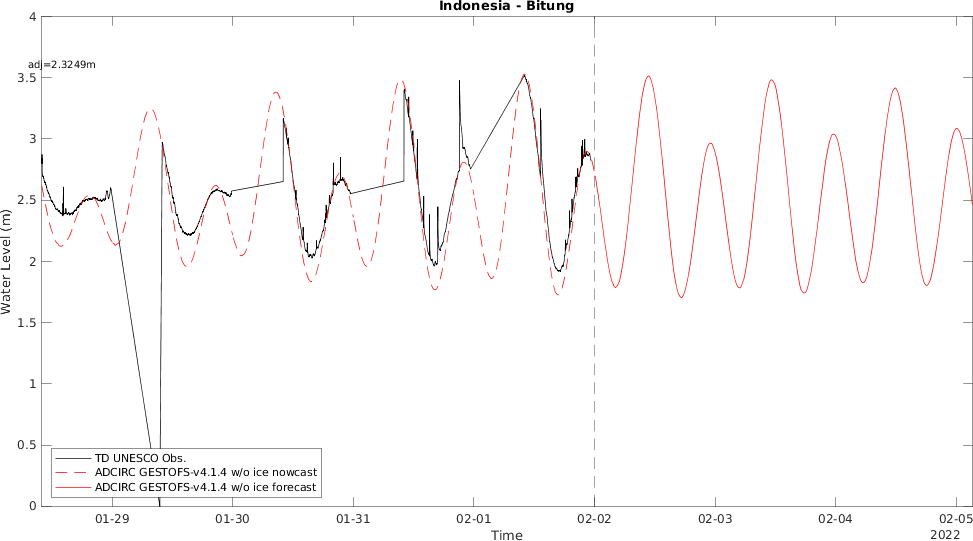 Indonesia - Bitung
adj=2.3249m
4
3.5
3
2.5
2
1.5
1
0.5
0
Water Level (m)
TD UNESCO Obs.
ADCIRC GESTOFS-v4.1.4 w/o ice nowcast
ADCIRC GESTOFS-v4.1.4 w/o ice forecast
01-29 01-30 01-31 02-01 02-02 02-03 02-04 02-05
Time
2022